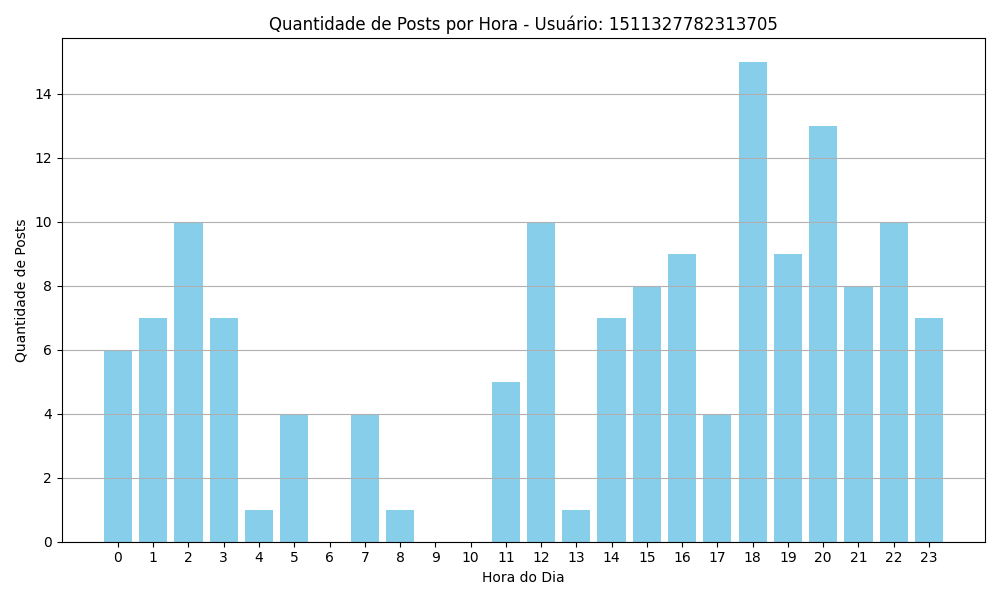 Quantidade de Posts por Hora - Usuário: 1511327782313705
Quantidade de Posts
14
12
10
8
6
4
2
0
0 1 2 3 4 5 6 7 8 9 10 11 12 13 14 15 16 17 18 19 20 21 22 23
Hora do Dia